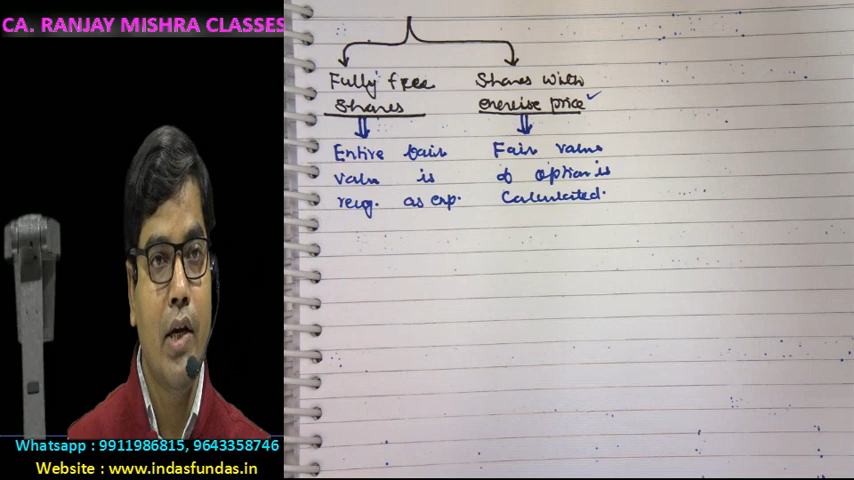 CA. RANJAY MISHRA CLASSES
Fully free
Shares
Shares with
exercise price
Entire fair
value is
recog. as exp.
Fair value
of option is
Calculated.
Whatsapp : 9911986815, 9643358746
Website : www.indasfundas.in